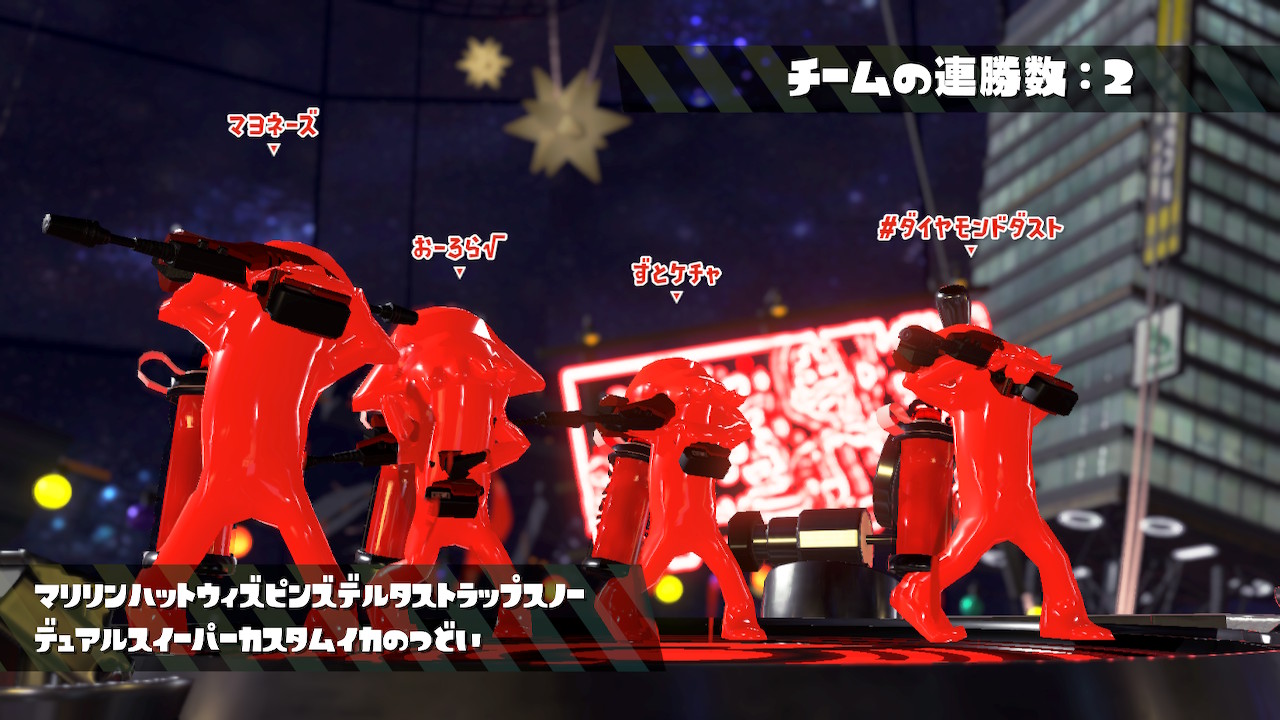 チームの連勝数：2
マヨネーズ
おーろら√
ずとケチャ
#ダイヤモンドダスト
マリリンハットウィズピンズデルタストラップスノー
デュアルスイーパーカスタムイカのつどい